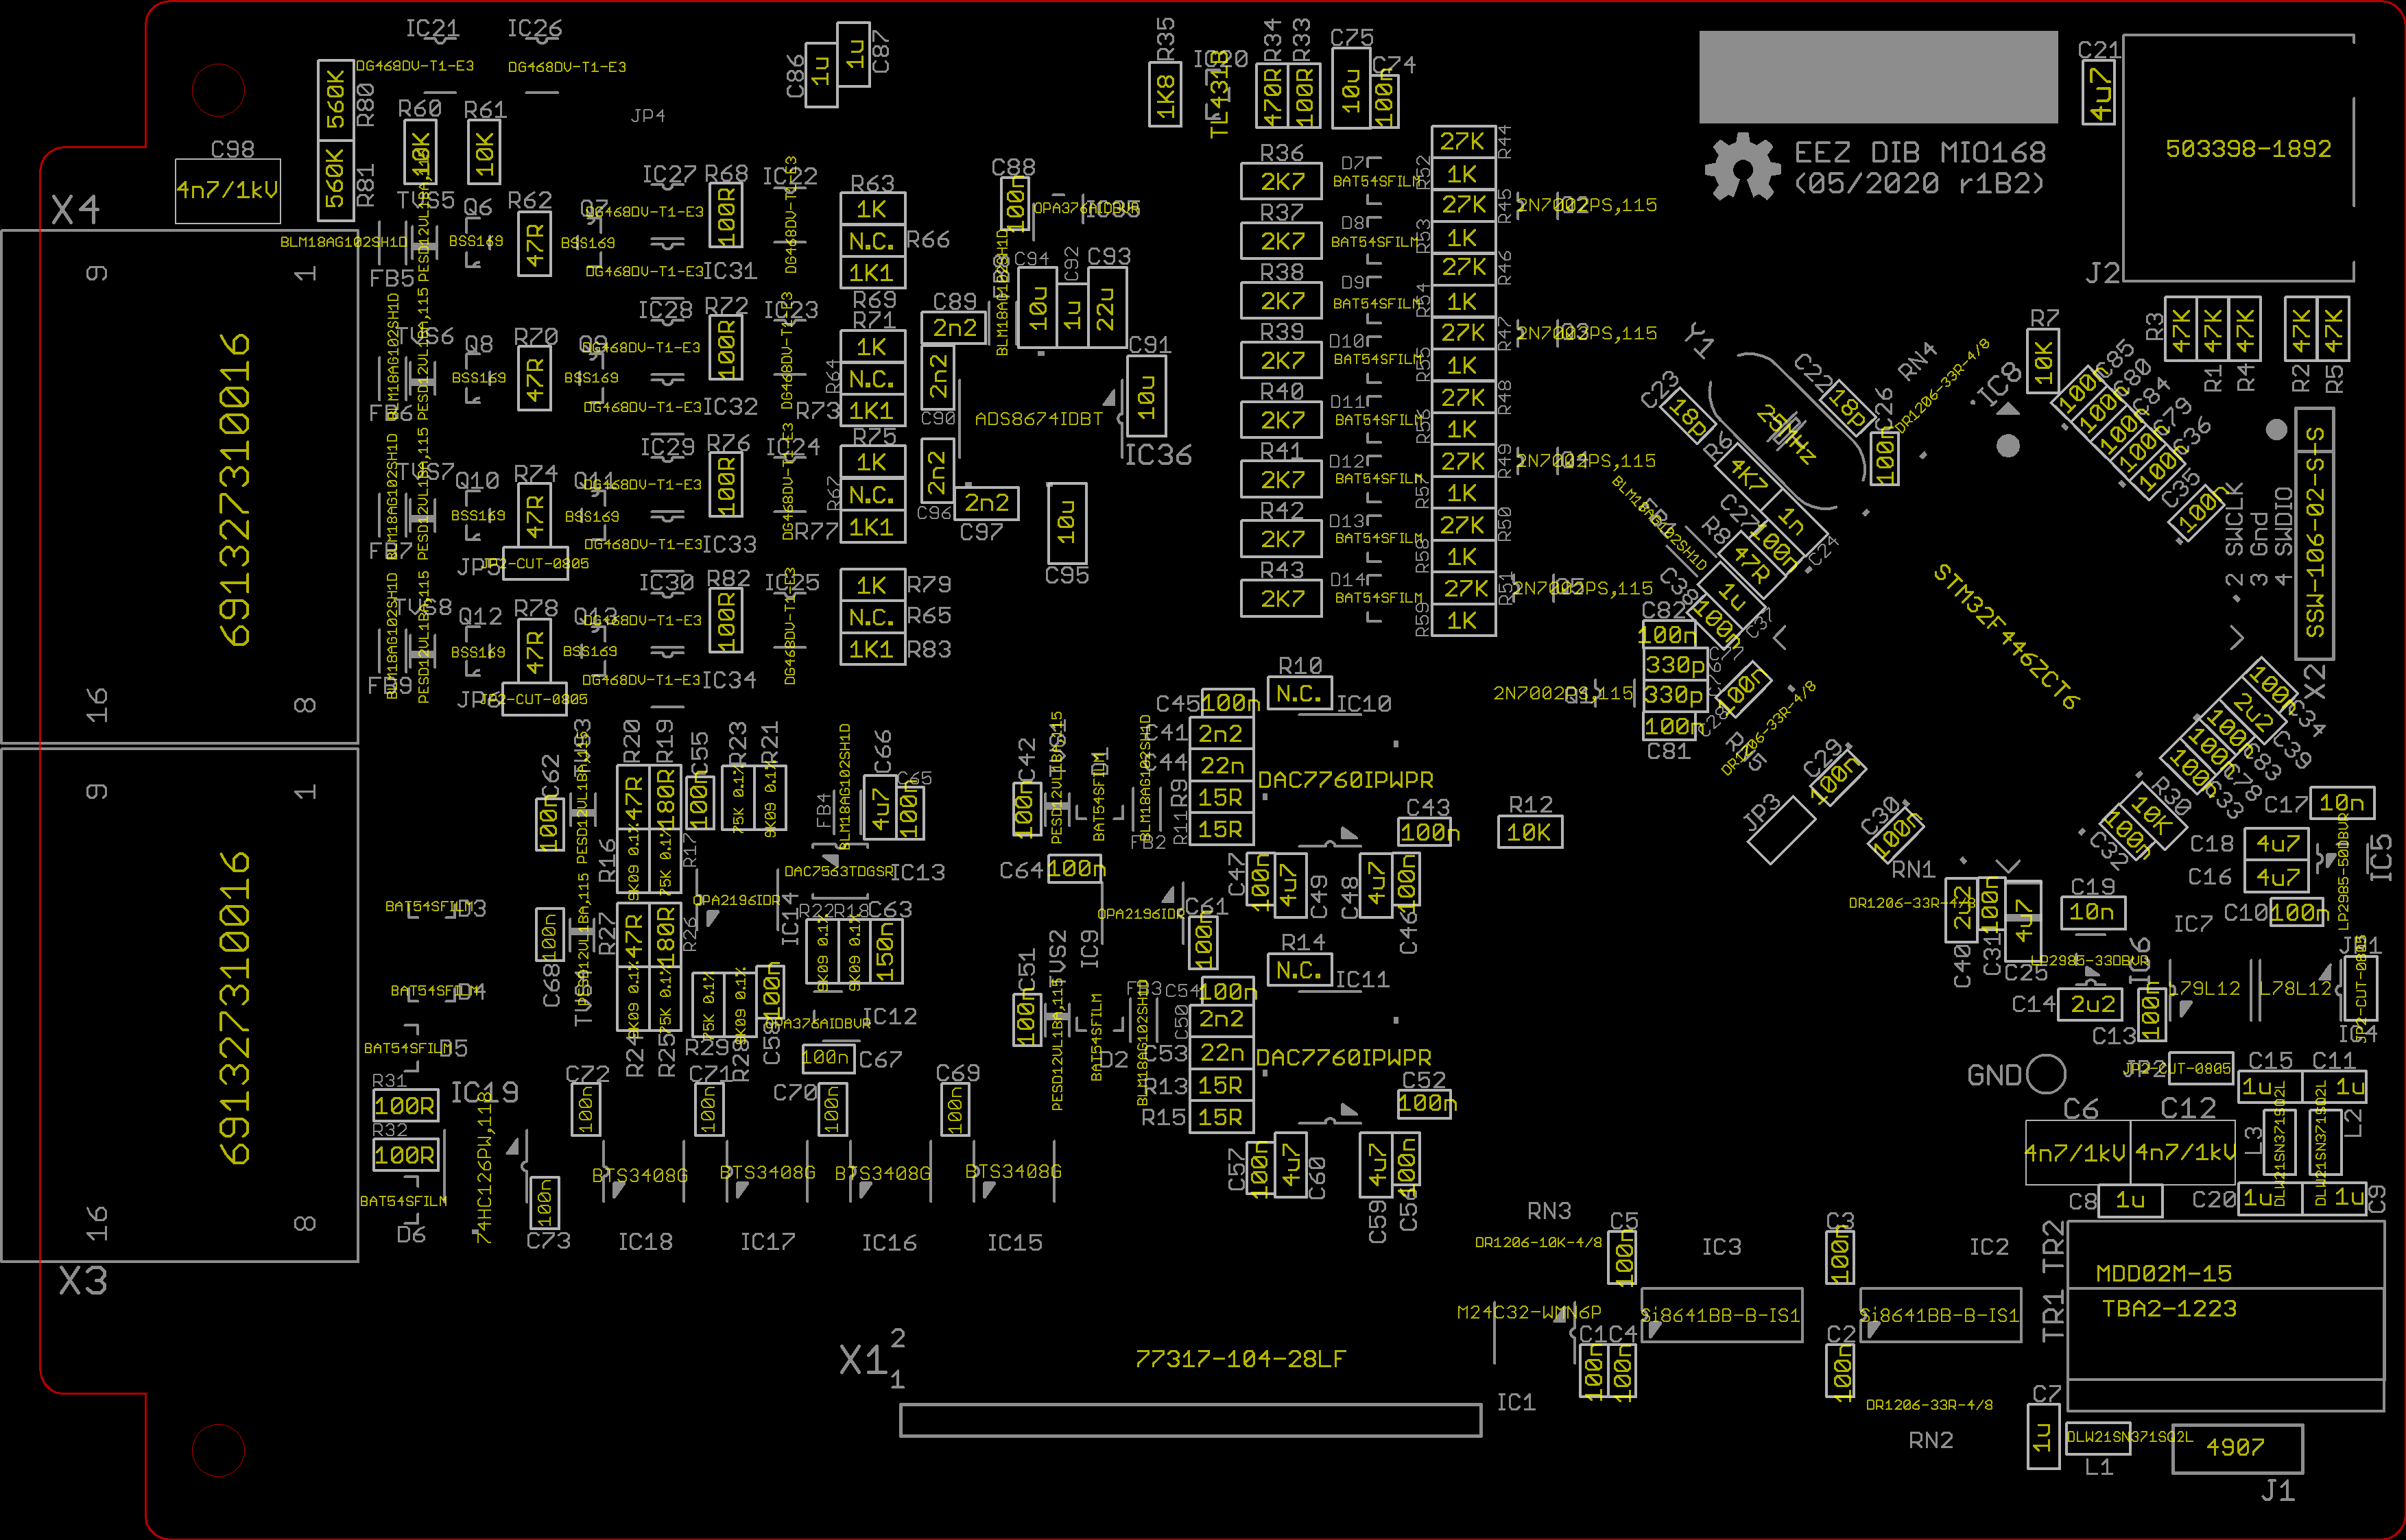 IC21
IC26
DG468DV-T1-E3
DG468DV-T1-E3
560K
R80
560K
R81
R60
10K
R61
10K
JP4
C98
4n7/1kV
C86
1u
1u
C87
R35
1K8
IC20
TL431B
R34
R33
470R
100R
C75
10u
C74
100n
EEZ DIB MIO168
(05/2020 r1B2)
C21
4u7
503398-1892
J2
X4
9
1
691327310016
16
8
BLM18AG102SH1D
FB5
TVS5
PESD12VL1BA,115
Q6
BSS169
R62
47R
Q7
BSS169
IC27
DG468DV-T1-E3
DG468DV-T1-E3
R68
100R
IC31
IC22
DG468DV-T1-E3
R63
1K
N.C.
R66
1K1
R69
FB6
BLM18AG102SH1D
TVS6
PESD12VL1BA,115
Q8
BSS169
R70
47R
Q9
BSS169
IC28
DG468DV-T1-E3
DG468DV-T1-E3
R72
100R
IC32
IC23
DG468DV-T1-E3
R71
1K
R64
N.C.
R73
1K1
FB7
BLM18AG102SH1D
TVS7
PESD12VL1BA,115
Q10
BSS169
R74
47R
Q11
BSS169
JP5
JP2-CUT-0805
IC29
DG468DV-T1-E3
DG468DV-T1-E3
R76
100R
IC33
IC24
DG468DV-T1-E3
R75
1K
R67
N.C.
R77
1K1
FB9
BLM18AG102SH1D
TVS8
PESD12VL1BA,115
Q12
BSS169
R78
47R
Q13
BSS169
JP6
JP2-CUT-0805
IC30
DG468DV-T1-E3
DG468DV-T1-E3
R82
100R
IC34
IC25
DG468DV-T1-E3
1K
R79
N.C.
R65
1K1
R83
C88
100n
OPA376AIDBVR
IC35
BLM18AG102SH1D
C94
10u
C92
1u
C93
22u
C89
2n2
2n2
C90
ADS8674IDBT
IC36
C91
10u
2n2
C96
2n2
C97
10u
C95
R36
2K7
R37
2K7
R38
2K7
R39
2K7
R40
2K7
R41
2K7
R42
2K7
R43
2K7
D7
BAT54SFILM
D8
BAT54SFILM
D9
BAT54SFILM
D10
BAT54SFILM
D11
BAT54SFILM
D12
BAT54SFILM
D13
BAT54SFILM
D14
BAT54SFILM
27K
R44
R52
1K
27K
R45
R53
1K
27K
R46
R54
1K
27K
R47
R55
1K
27K
R48
R56
1K
27K
R49
R57
1K
27K
R50
R58
1K
27K
R51
R59
1K
2N7002PS,115
Q2
2N7002PS,115
Q3
2N7002PS,115
Q4
2N7002PS,115
Q5
Y1
25MHz
C23
18p
C22
18p
C26
100n
RN4
DR1206-33R-4/8
IC8
R7
10K
R6
4K7
1n
C27
100n
C24
R8
47R
BLM18AG102SH1D
1u
C38
100n
C37
C82
100n
330p
C77
330p
C76
100n
C81
2N7002PS,115
Q1
100n
C28
DR1206-33R-4/8
C29
100n
JP3
C30
100n
RN1
DR1206-33R-4/8
STM32F446ZCT6
C85
C80
C84
C79
C36
100n
100n
100n
100n
100n
C35
100n
R3
47K
47K
47K
R1
R4
47K
47K
R2
R5
2 SWCLK
3 Gnd
4 SWDIO
SSW-106-02-S-S
X2
100n
2u2
100n
100n
100n
C34
C39
C83
C78
C33
R30
10K
100n
C32
C17
10n
C18
4u7
C16
4u7
LP2985-50DBVR
IC5
C10
100n
C40
2u2
C31
100n
C25
4u7
C19
10n
LP2985-33DBVR
IC6
C14
2u2
C13
100n
IC7
L79L12
L78L12
IC4
JP1
JP2-CUT-0805
GND
JP2
JP2-CUT-0805
C15
1u
C11
1u
DLW21SN371SQ2L
L3
DLW21SN371SQ2L
L2
C6
4n7/1kV
C12
4n7/1kV
C8
1u
C20
1u
1u
C9
TR2
MDD02M-15
TR1
TBA2-1223
C7
1u
DLW21SN371SQ2L
L1
4907
J1
9
1
691327310016
16
8
X3
C62
100n
TVS3
PESD12VL1BA,115
R20
R19
47R
180R
R16
9K09 0.1%
75K 0.1%
R17
C55
100n
R23
R21
75K 0.1%
9K09 0.1%
FB4
BLM18AG102SH1D
C66
4u7
C65
100n
DAC7563TDGSR
IC13
OPA2196IDR
IC14
C68
100n
TVS4
PESD12VL1BA,115
R27
47R
180R
R26
9K09 0.1%
75K 0.1%
R24
R25
R29
R28
75K 0.1%
9K09 0.1%
C58
100n
R22
R18
C63
9K09 0.1%
9K09 0.1%
150n
OPA376AIDBVR
IC12
100n
C67
BAT54SFILM
D3
BAT54SFILM
D4
BAT54SFILM
D5
R31
100R
R32
100R
BAT54SFILM
D6
IC19
74HC126PW,118
100n
C73
C72
100n
C71
100n
C70
100n
C69
100n
BTS3408G
IC18
BTS3408G
IC17
BTS3408G
IC16
BTS3408G
IC15
C42
100n
TVS1
PESD12VL1BA,115
D1
BAT54SFILM
BLM18AG102SH1D
FB2
C64
100n
OPA2196IDR
IC9
C61
100n
C51
100n
TVS2
PESD12VL1BA,115
BAT54SFILM
D2
FB3
BLM18AG102SH1D
C45
100n
C41
2n2
C44
22n
R9
15R
R11
15R
R10
N.C.
IC10
DAC7760IPWPR
C43
100n
R12
10K
C47
100n
4u7
C49
C48
4u7
100n
C46
R14
N.C.
IC11
C54
100n
C50
2n2
C53
22n
R13
15R
R15
15R
DAC7760IPWPR
C52
100n
C57
100n
4u7
C60
4u7
C59
100n
C56
RN3
DR1206-10K-4/8
C5
100n
IC3
C3
100n
IC2
M24C32-WMN6P
IC1
Si8641BB-B-IS1
Si8641BB-B-IS1
C1
C4
100n
100n
C2
100n
DR1206-33R-4/8
RN2
X1
2
1
77317-104-28LF